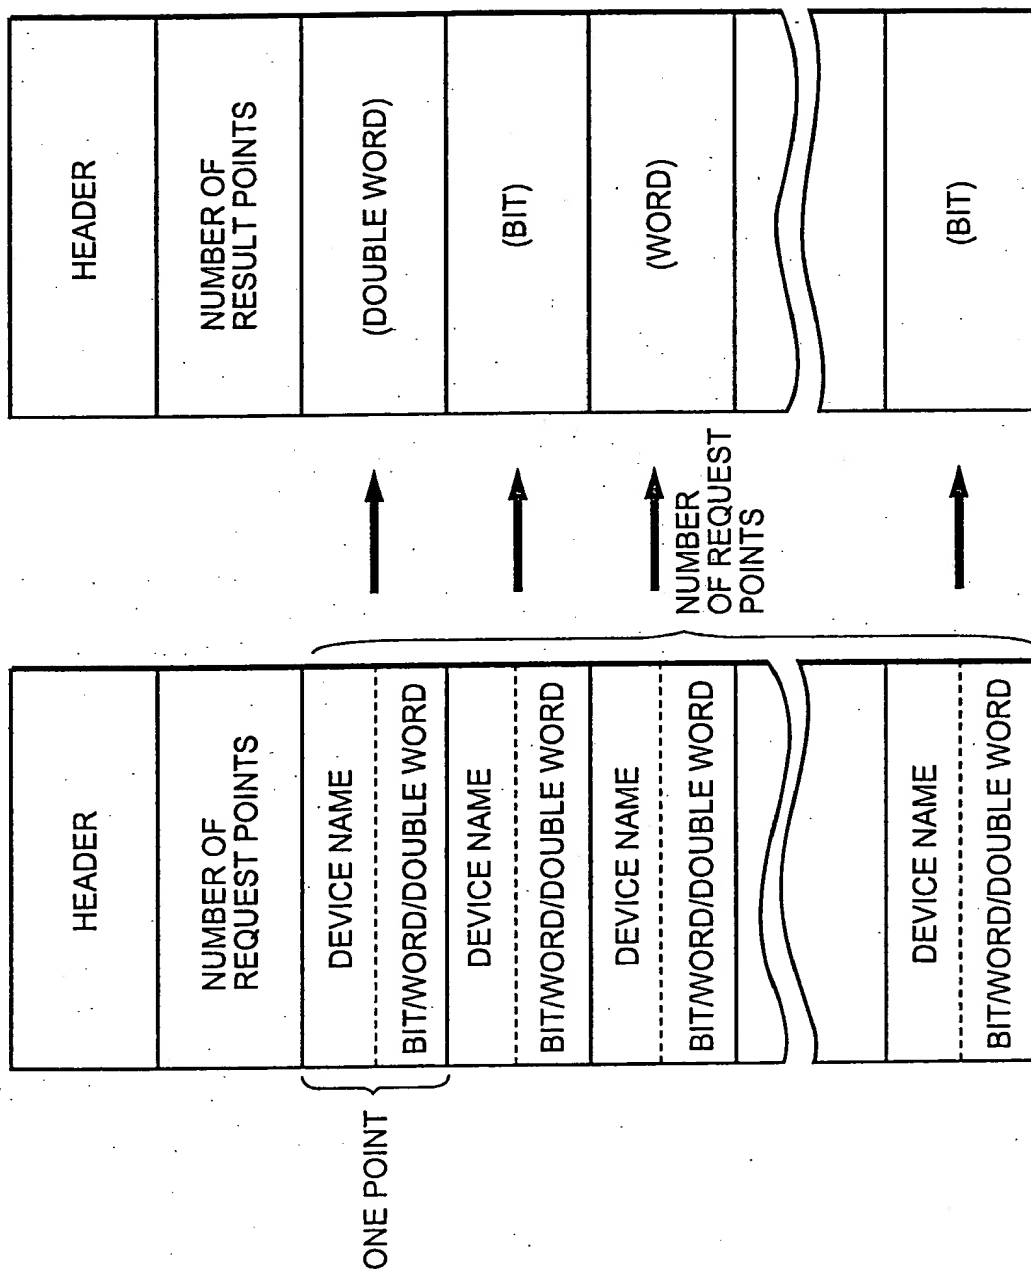 HEADER
NUMBER OF
REQUEST POINTS
ONE POINT
DEVICE NAME
BIT/WORD/DOUBLE WORD
DEVICE NAME
BIT/WORD/DOUBLE WORD
DEVICE NAME
BIT/WORD/DOUBLE WORD
DEVICE NAME
BIT/WORD/DOUBLE WORD
NUMBER
OF REQUEST
POINTS
HEADER
NUMBER OF
RESULT POINTS
(DOUBLE WORD)
(BIT)
(WORD)
(BIT)